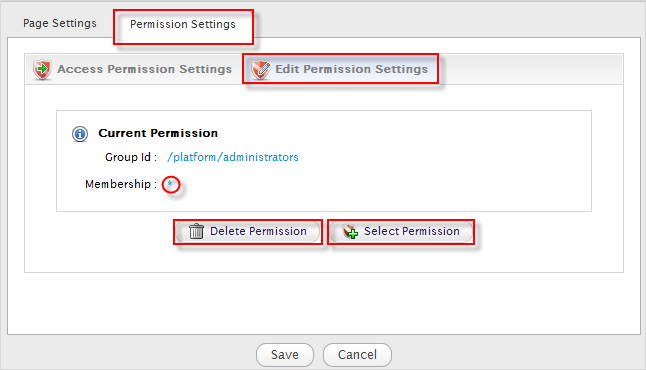 Page Settings Permission Settings
Access Permission Settings Edit Permission Settings
Current Permission
Group Id : /platform/administrators
Membership : *
Delete Permission Select Permission
Save Cancel